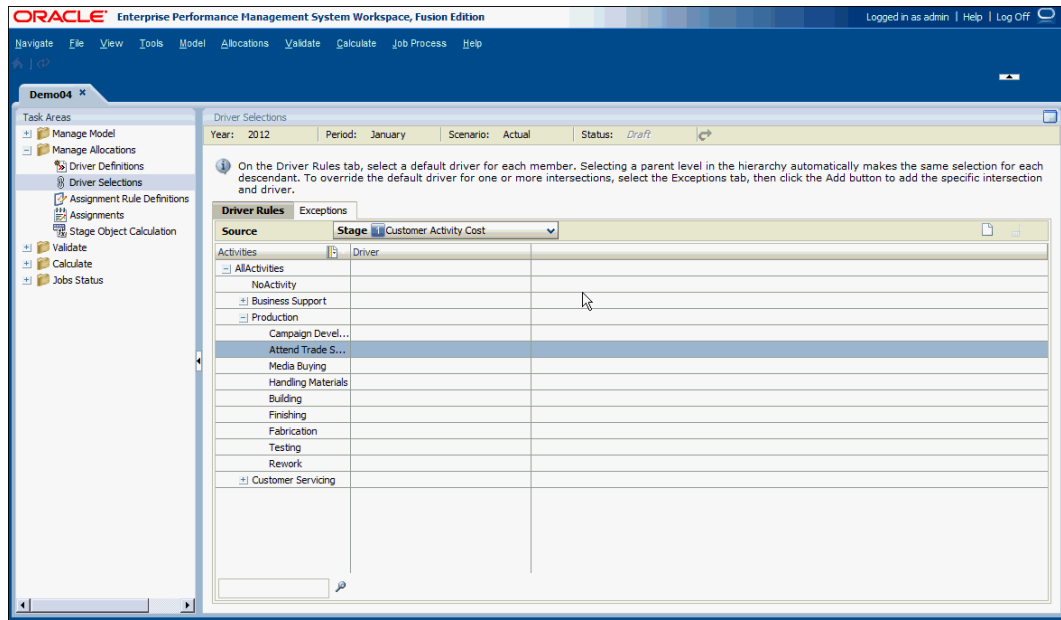 ORACLE Enterprise Performance Management System Workspace, Fusion Edition
Logged in as admin | Help | Log Off
Navigate File View Tools Model Allocations Validate Calculate Job Process Help
Demo04
Task Areas
Manage Model
Manage Allocations
Driver Definitions
Driver Selections
Assignment Rule Definitions
Assignments
Stage Object Calculation
Validate
Calculate
Jobs Status
Driver Selections
Year: 2012 Period: January Scenario: Actual Status: Draft
On the Driver Rules tab, select a default driver for each member. Selecting a parent level in the hierarchy automatically makes the same selection for each
descendant. To override the default driver for one or more intersections, select the Exceptions tab, then click the Add button to add the specific intersection
and driver.
Driver Rules Exceptions
Source Stage Customer Activity Cost
Activities Driver
AllActivities
NoActivity
Business Support
Production
Campaign Devel...
Attend Trade S...
Media Buying
Handling Materials
Building
Finishing
Fabrication
Testing
Rework
Customer Servicing